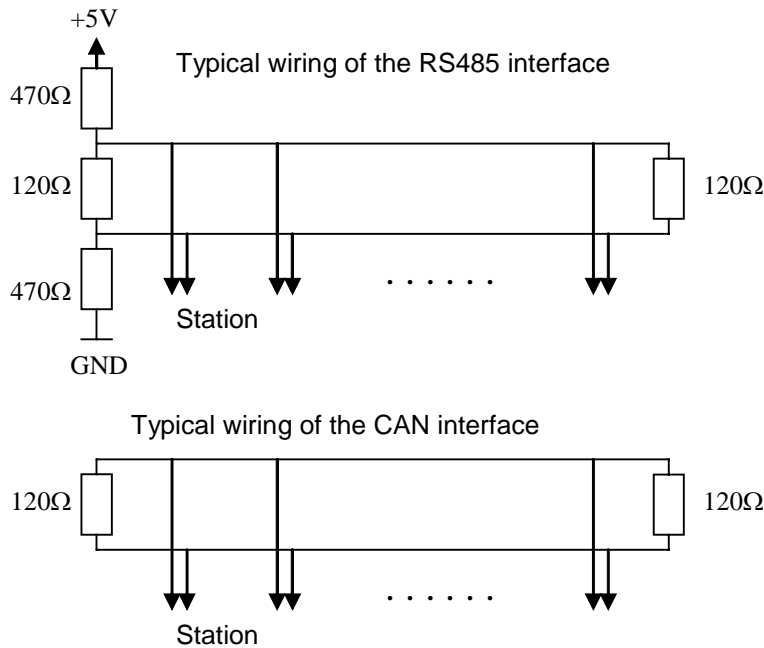 +5V
Typical wiring of the RS485 interface
470Ω
120Ω
120Ω
470Ω
. . . . . .
Station
GND
Typical wiring of the CAN interface
120Ω
120Ω
. . . . . .
Station